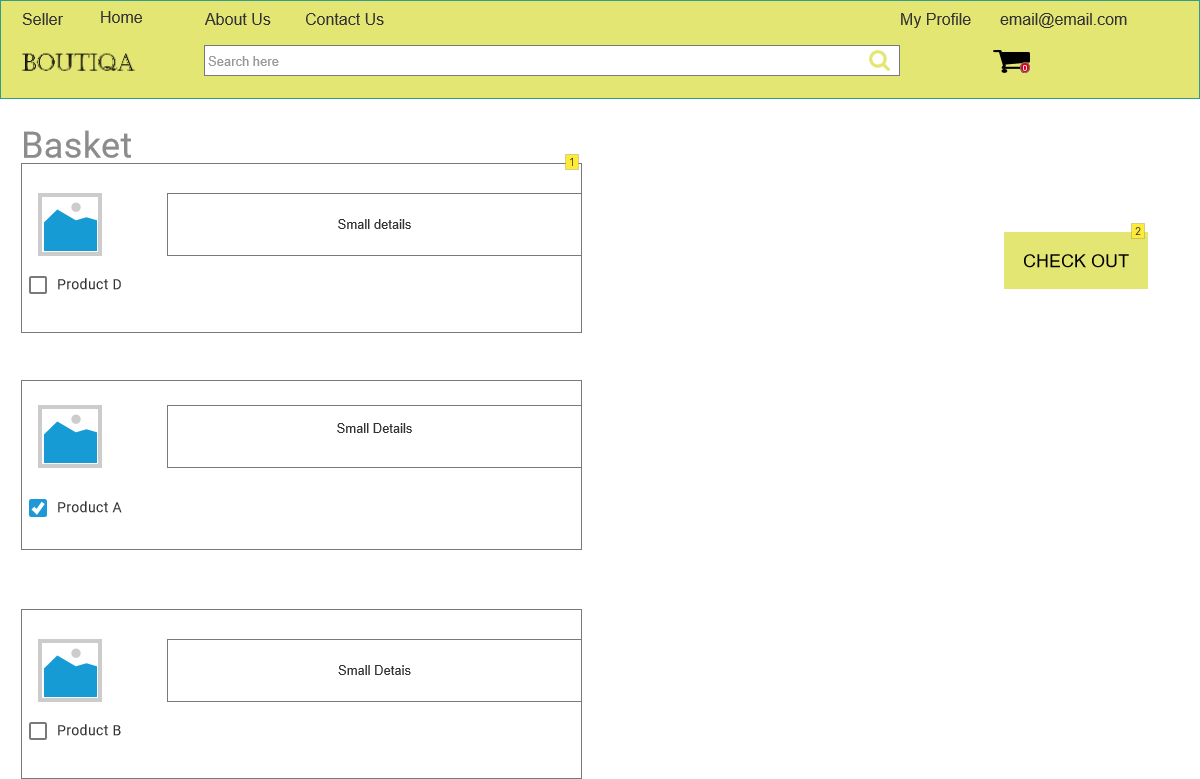 Seller Home About Us Contact Us My Profile email@email.com
BOUTIQA Search here 0
Basket
1
Small details
2
CHECK OUT
Product D
Small Details
Product A
Small Detais
Product B